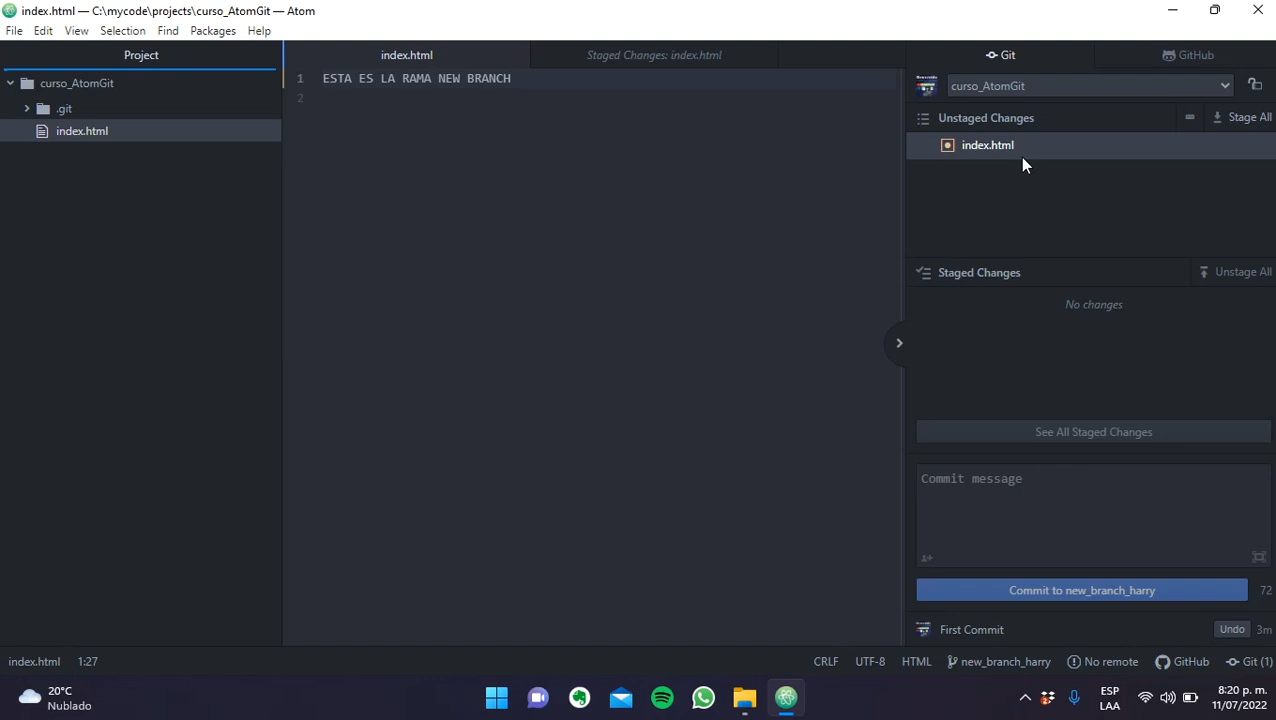 index.html — C:\mycode\projects\curso_AtomGit — Atom
File Edit View Selection Find Packages Help
Project
index.html
Staged Changes: index.html
Git
GitHub
curso_AtomGit
.git
index.html
1 ESTA ES LA RAMA NEW BRANCH
2
curso_AtomGit
Unstaged Changes
Stage All
index.html
Staged Changes
Unstage All
No changes
See All Staged Changes
Commit message
Commit to new_branch_harry
72
First Commit
Undo
3m
index.html 1:27
CRLF UTF-8 HTML new_branch_harry No remote GitHub Git (1)
20°C
Nublado
ESP
LAA
8:20 p. m.
11/07/2022